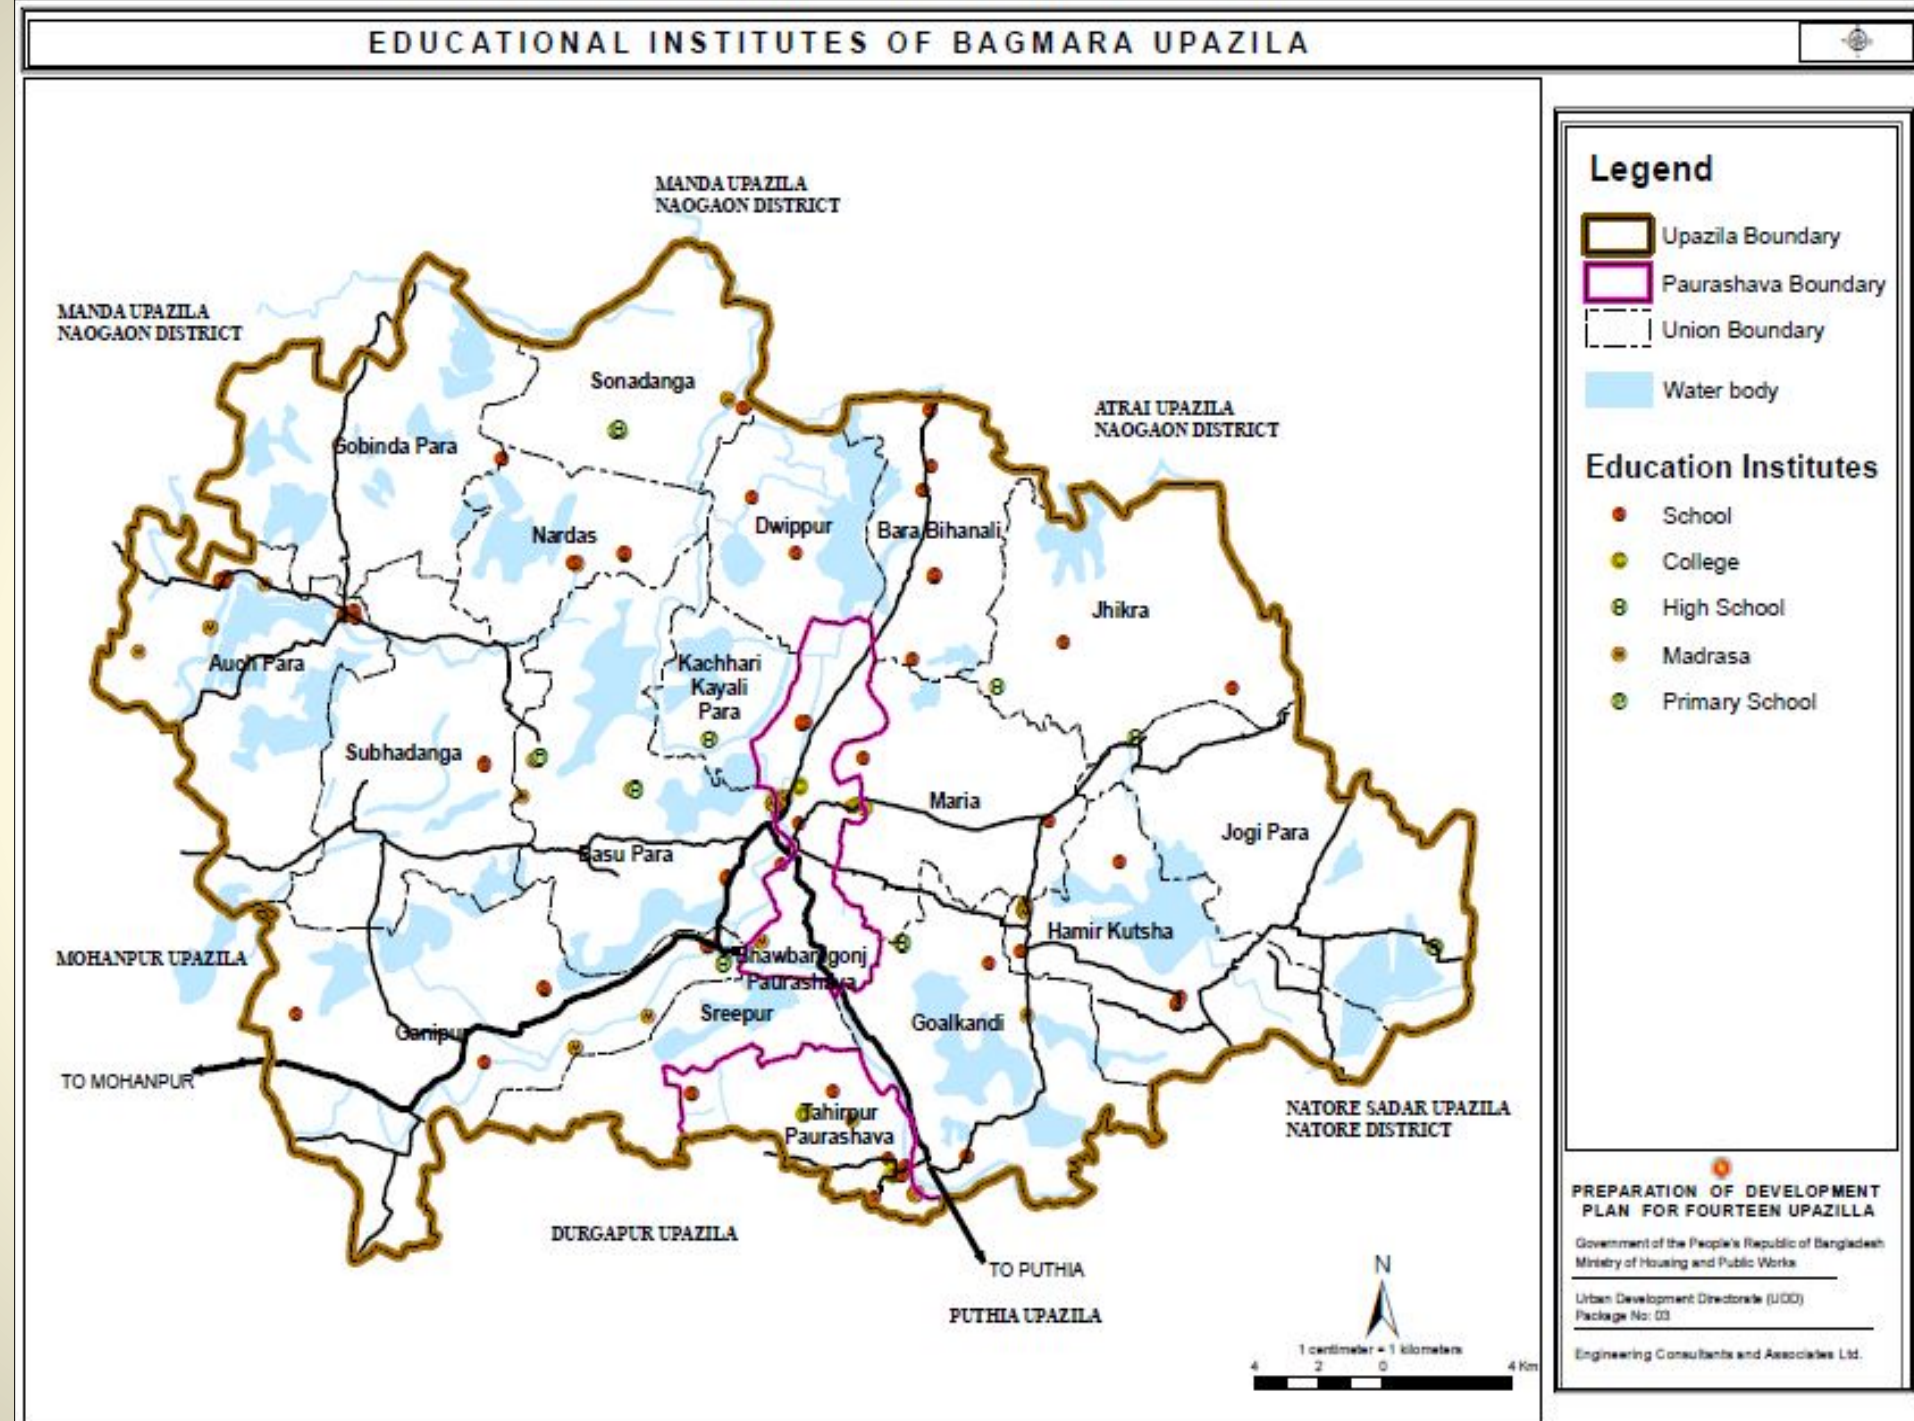 EDUCATIONAL INSTITUTES OF BAGMARA UPAZILA
MANDA UPAZILA
NAOGAON DISTRICT
MANDA UPAZILA
NAOGAON DISTRICT
Sonadanga
ATRAI UPAZILA
NAOGAON DISTRICT
Gobinda Para
Nardas
Dwippur
Bara Bihanali
Jhikra
Auch Para
Kachhari
Kayali
Para
Subhadanga
Maria
Jogi Para
Basu Para
Hamir Kutsha
MOHANPUR UPAZILA
Bhawbanigonj
Paurashava
Sreepur
Goalkandi
Ganipur
TO MOHANPUR
Tahirpur
Paurashava
NATORE SADAR UPAZILA
NATORE DISTRICT
DURGAPUR UPAZILA
TO PUTHIA
PUTHIA UPAZILA
N
1 centimeter = 1 kilometers
4 2 0 4 Km
Legend
Upazila Boundary
Paurashava Boundary
Union Boundary
Water body
Education Institutes
S School
C College
H High School
M Madrasa
P Primary School
PREPARATION OF DEVELOPMENT
PLAN FOR FOURTEEN UPAZILLA
Government of the People's Republic of Bangladesh
Ministry of Housing and Public Works
Urban Development Directorate (UDD)
Package No: 03
Engineering Consultants and Associates Ltd.